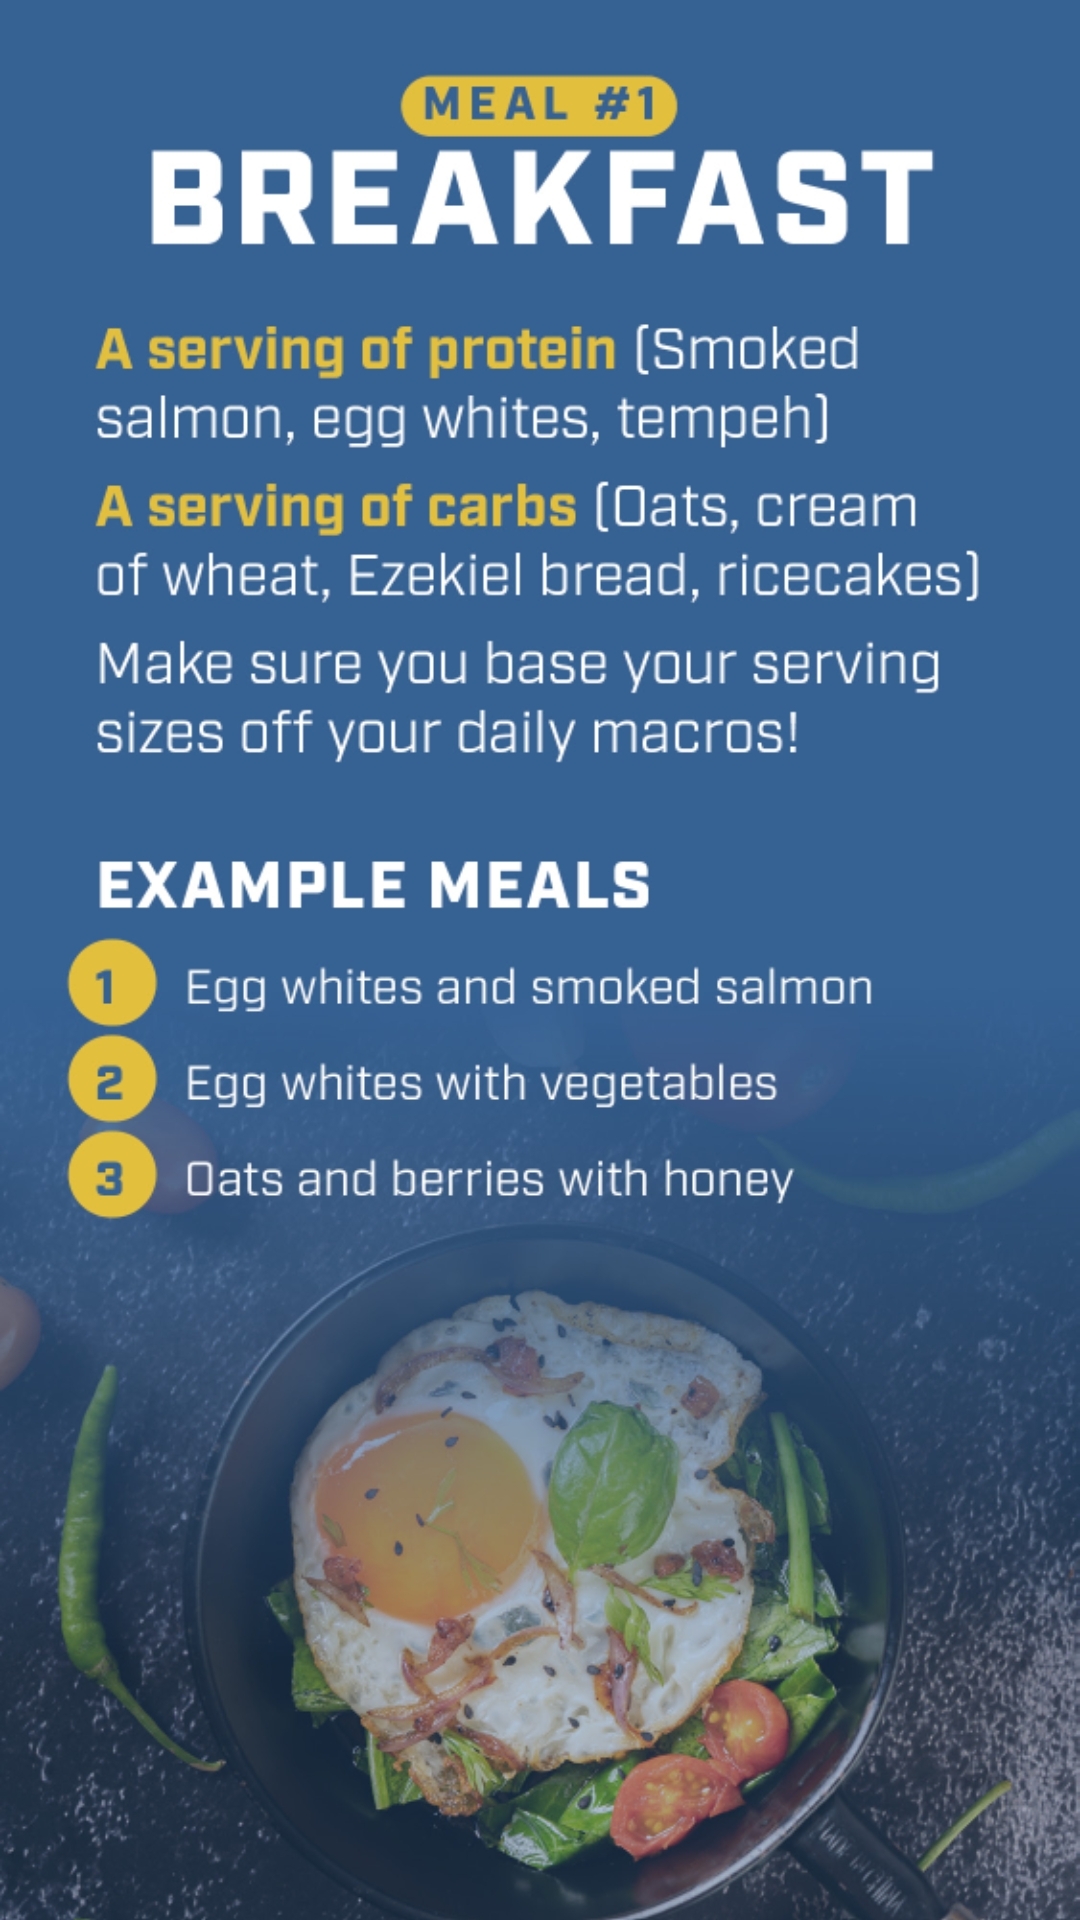 MEAL #1
BREAKFAST
A serving of protein (Smoked
salmon, egg whites, tempeh)
A serving of carbs (Oats, cream
of wheat, Ezekiel bread, ricecakes)
Make sure you base your serving
sizes off your daily macros!
EXAMPLE MEALS
1 Egg whites and smoked salmon
2 Egg whites with vegetables
3 Oats and berries with honey